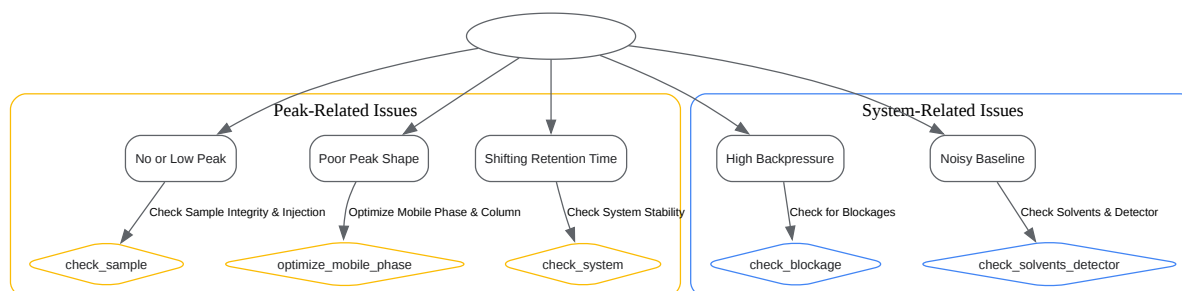 Peak-Related Issues
System-Related Issues
No or Low Peak
Poor Peak Shape
Shifting Retention Time
High Backpressure
Noisy Baseline
Check Sample Integrity & Injection
Optimize Mobile Phase & Column
Check System Stability
Check for Blockages
Check Solvents & Detector
check_sample
optimize_mobile_phase
check_system
check_blockage
check_solvents_detector